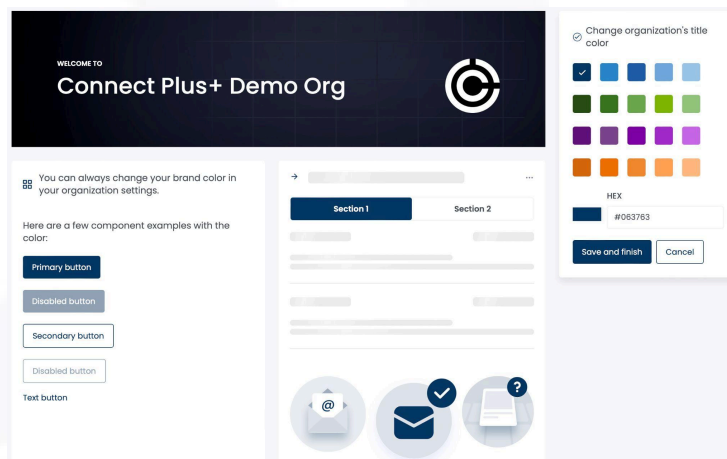 WELCOME TO
Connect Plus+ Demo Org
You can always change your brand color in
your organization settings.
Here are a few component examples with the
color:
Primary button
Disabled button
Secondary button
Disabled button
Text button
Section 1
Section 2
@
?
Change organization's title
color
HEX
#063763
Save and finish
Cancel